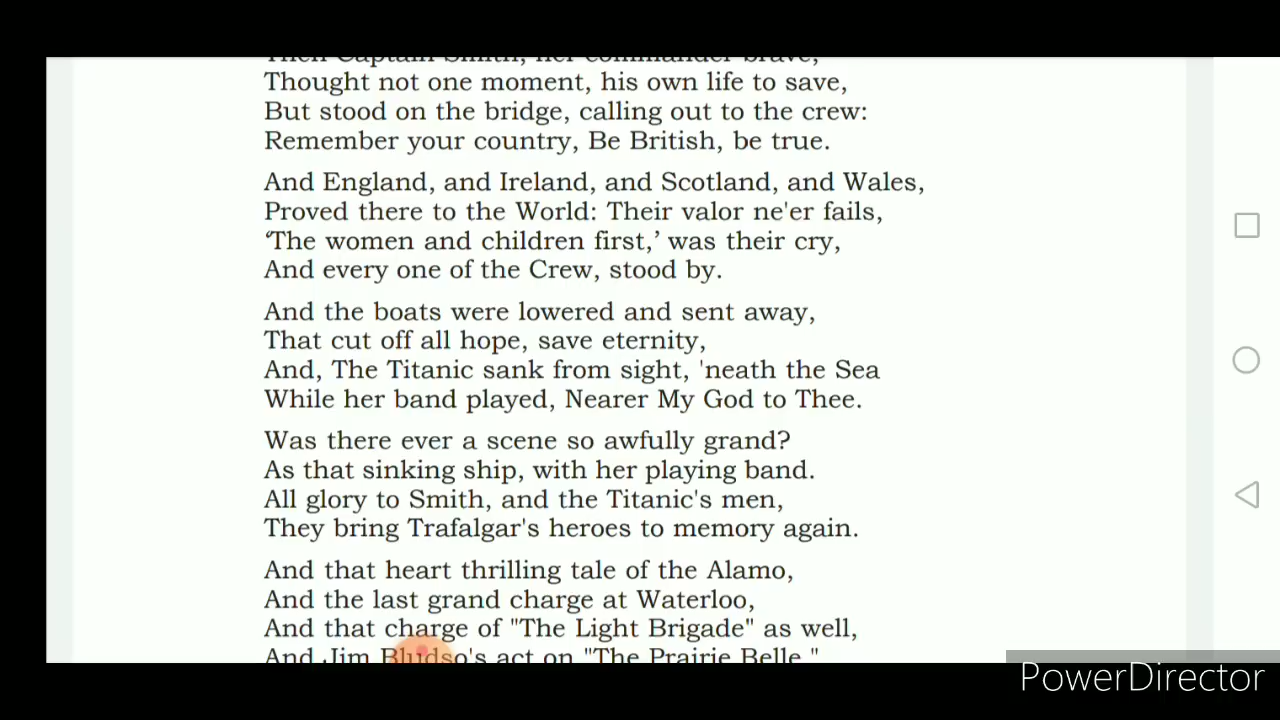 Then Captain Smith, her commander brave,
Thought not one moment, his own life to save,
But stood on the bridge, calling out to the crew:
Remember your country, Be British, be true.
And England, and Ireland, and Scotland, and Wales,
Proved there to the World: Their valor ne'er fails,
‘The women and children first,’ was their cry,
And every one of the Crew, stood by.
And the boats were lowered and sent away,
That cut off all hope, save eternity,
And, The Titanic sank from sight, 'neath the Sea
While her band played, Nearer My God to Thee.
Was there ever a scene so awfully grand?
As that sinking ship, with her playing band.
All glory to Smith, and the Titanic's men,
They bring Trafalgar's heroes to memory again.
And that heart thrilling tale of the Alamo,
And the last grand charge at Waterloo,
And that charge of "The Light Brigade" as well,
And Jim Bludso's act on "The Prairie Belle "
PowerDirector